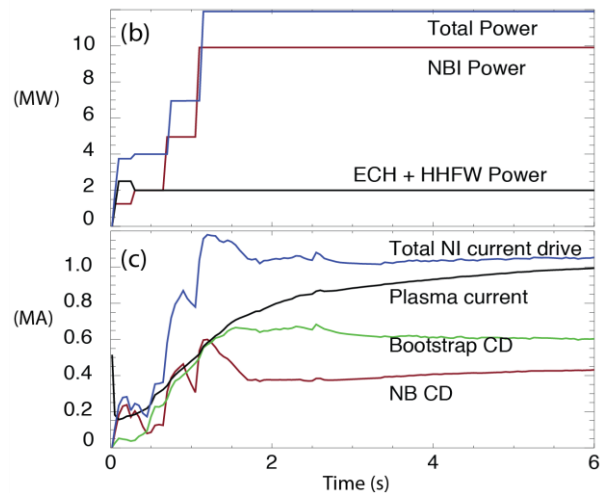 (b)
10
8
6
4
2
0
(MW)
Total Power
NBI Power
ECH + HHFW Power
(c)
1.0
0.8
0.6
0.4
0.2
0
(MA)
Total NI current drive
Plasma current
Bootstrap CD
NB CD
0 2 4 6
Time (s)